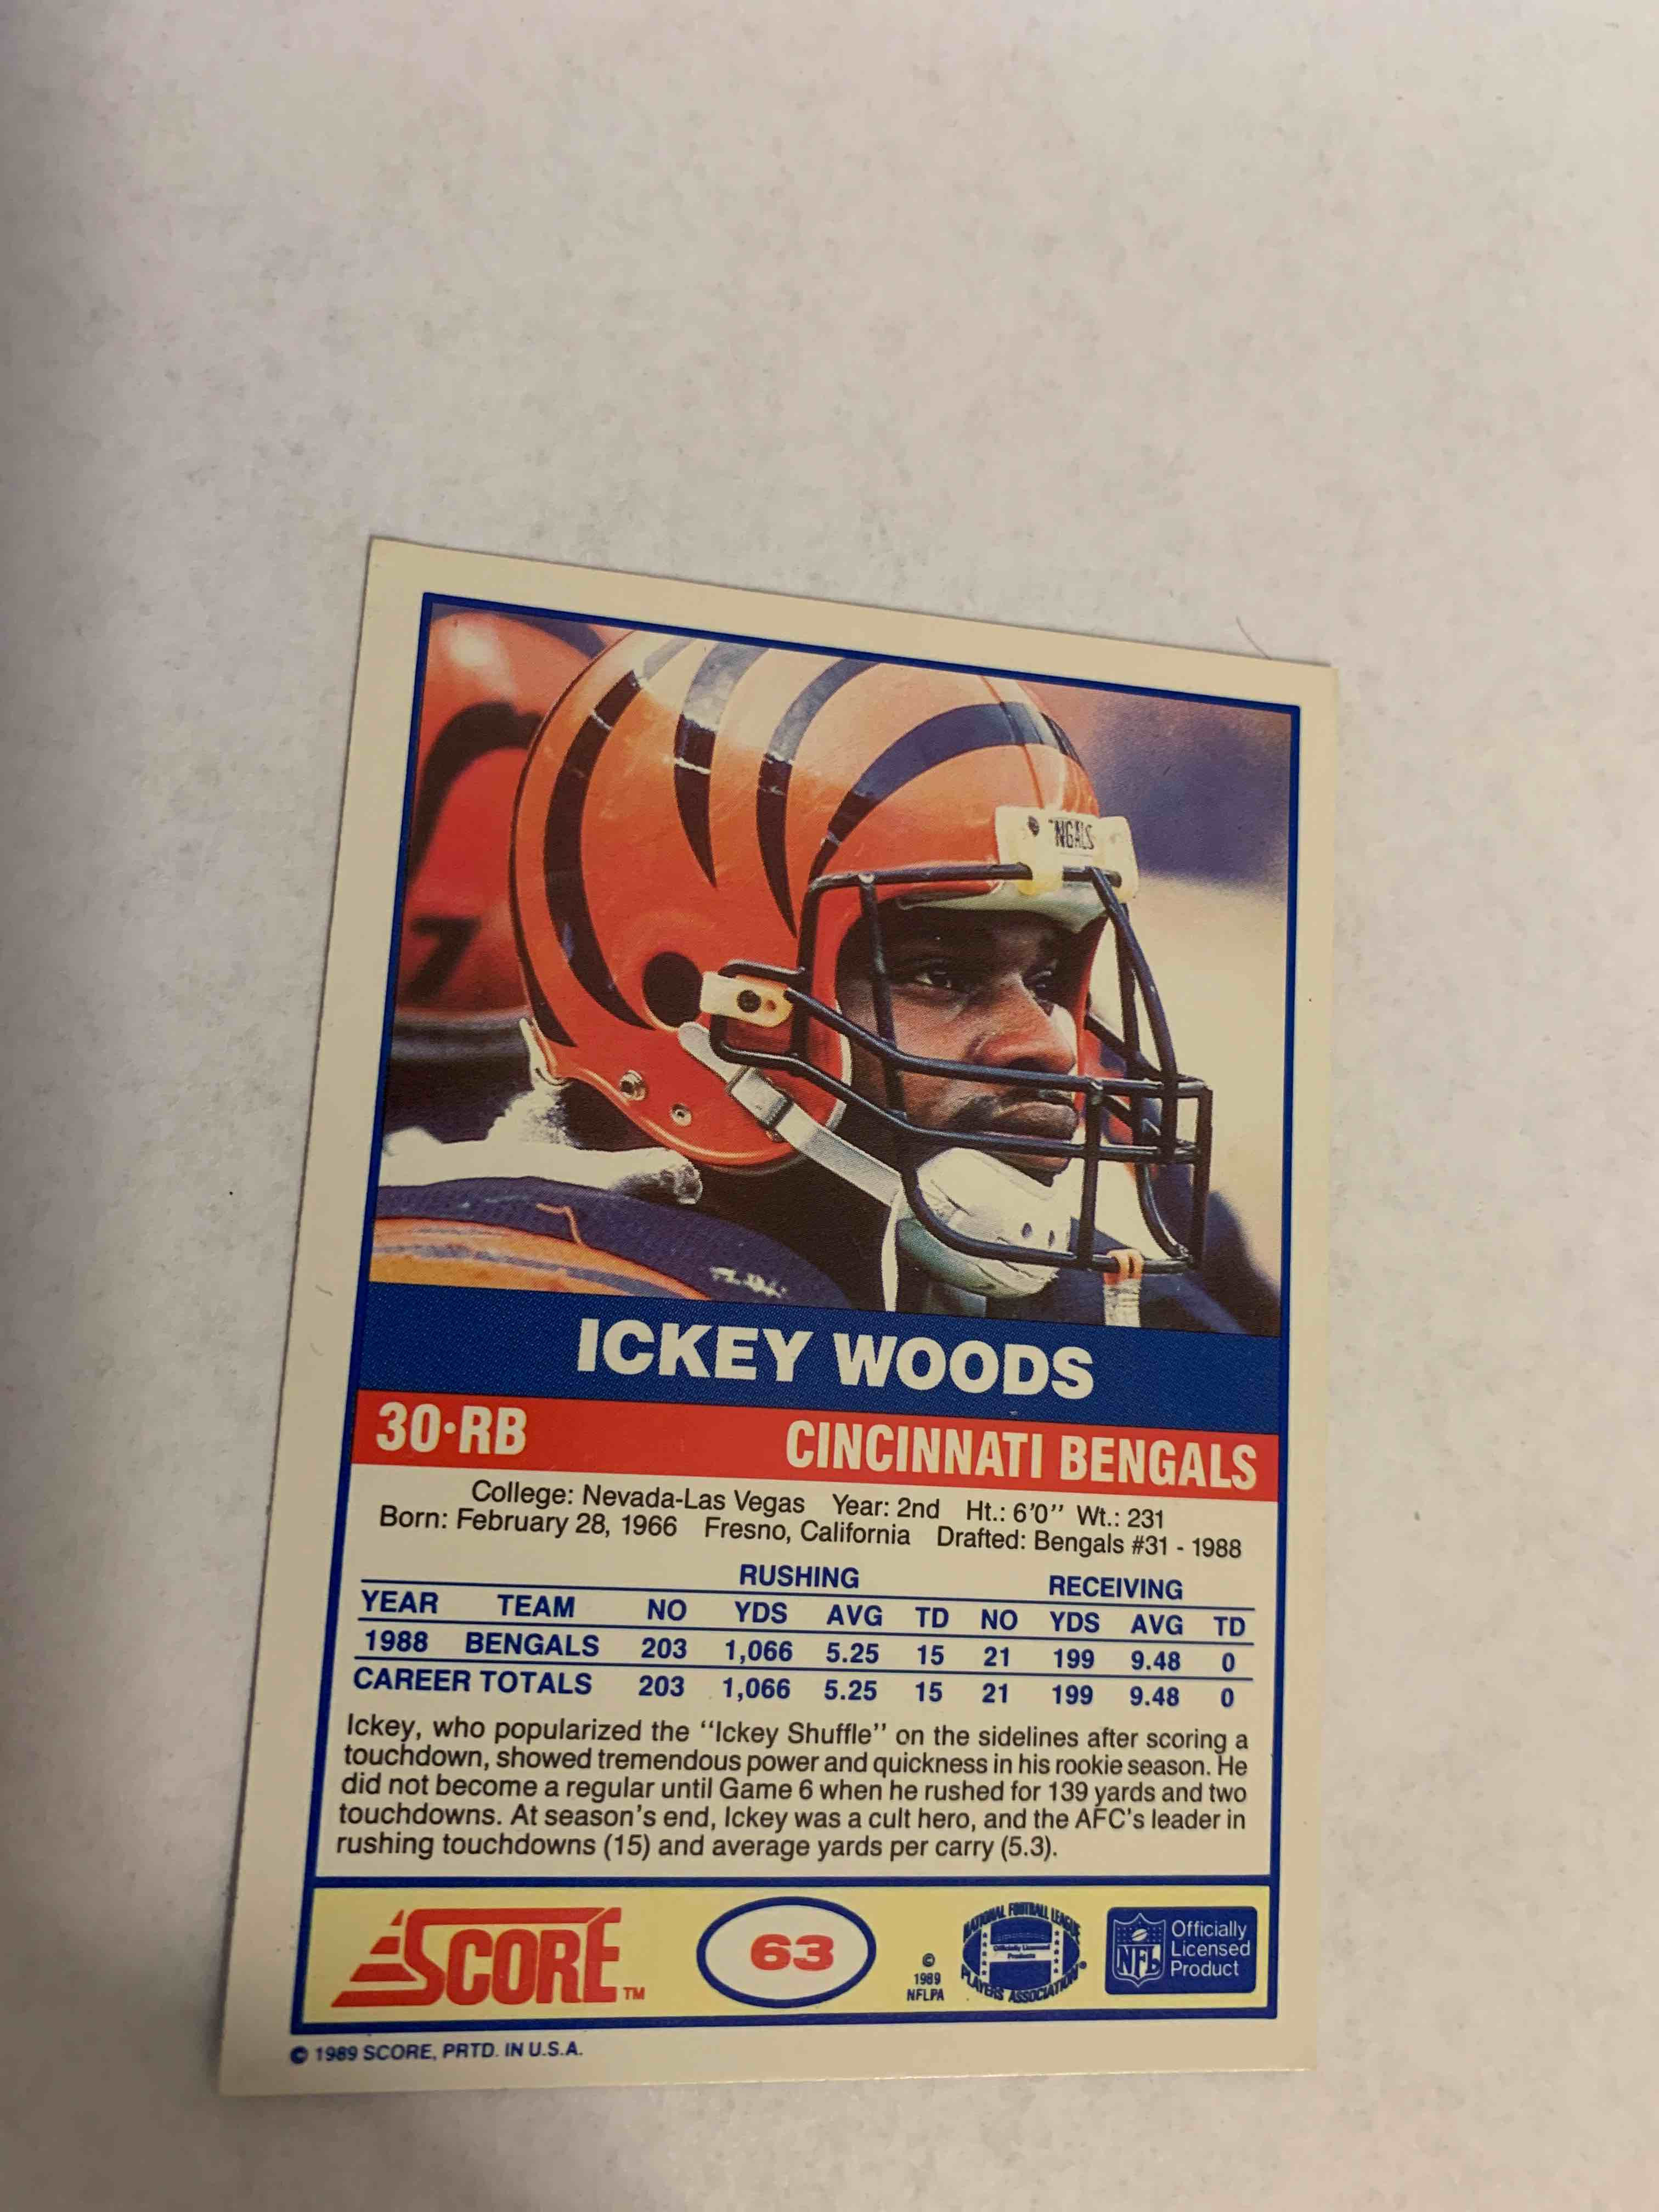 'NGALS
7
ICKEY WOODS
30·RB CINCINNATI BENGALS
College: Nevada-Las Vegas Year: 2nd Ht.: 6'0'' Wt.: 231
Born: February 28, 1966 Fresno, California Drafted: Bengals #31 - 1988
RUSHING RECEIVING
YEAR TEAM NO YDS AVG TD NO YDS AVG TD
1988 BENGALS 203 1,066 5.25 15 21 199 9.48 0
CAREER TOTALS 203 1,066 5.25 15 21 199 9.48 0
Ickey, who popularized the ''Ickey Shuffle'' on the sidelines after scoring a
touchdown, showed tremendous power and quickness in his rookie season. He
did not become a regular until Game 6 when he rushed for 139 yards and two
touchdowns. At season's end, Ickey was a cult hero, and the AFC's leader in
rushing touchdowns (15) and average yards per carry (5.3).
SCORE™
63
©
1989
NFLPA
NATIONAL FOOTBALL LEAGUE
Officially Licensed
Products
PLAYERS ASSOCIATION®
NFL
Officially
Licensed
Product
© 1989 SCORE, PRTD. IN U.S.A.